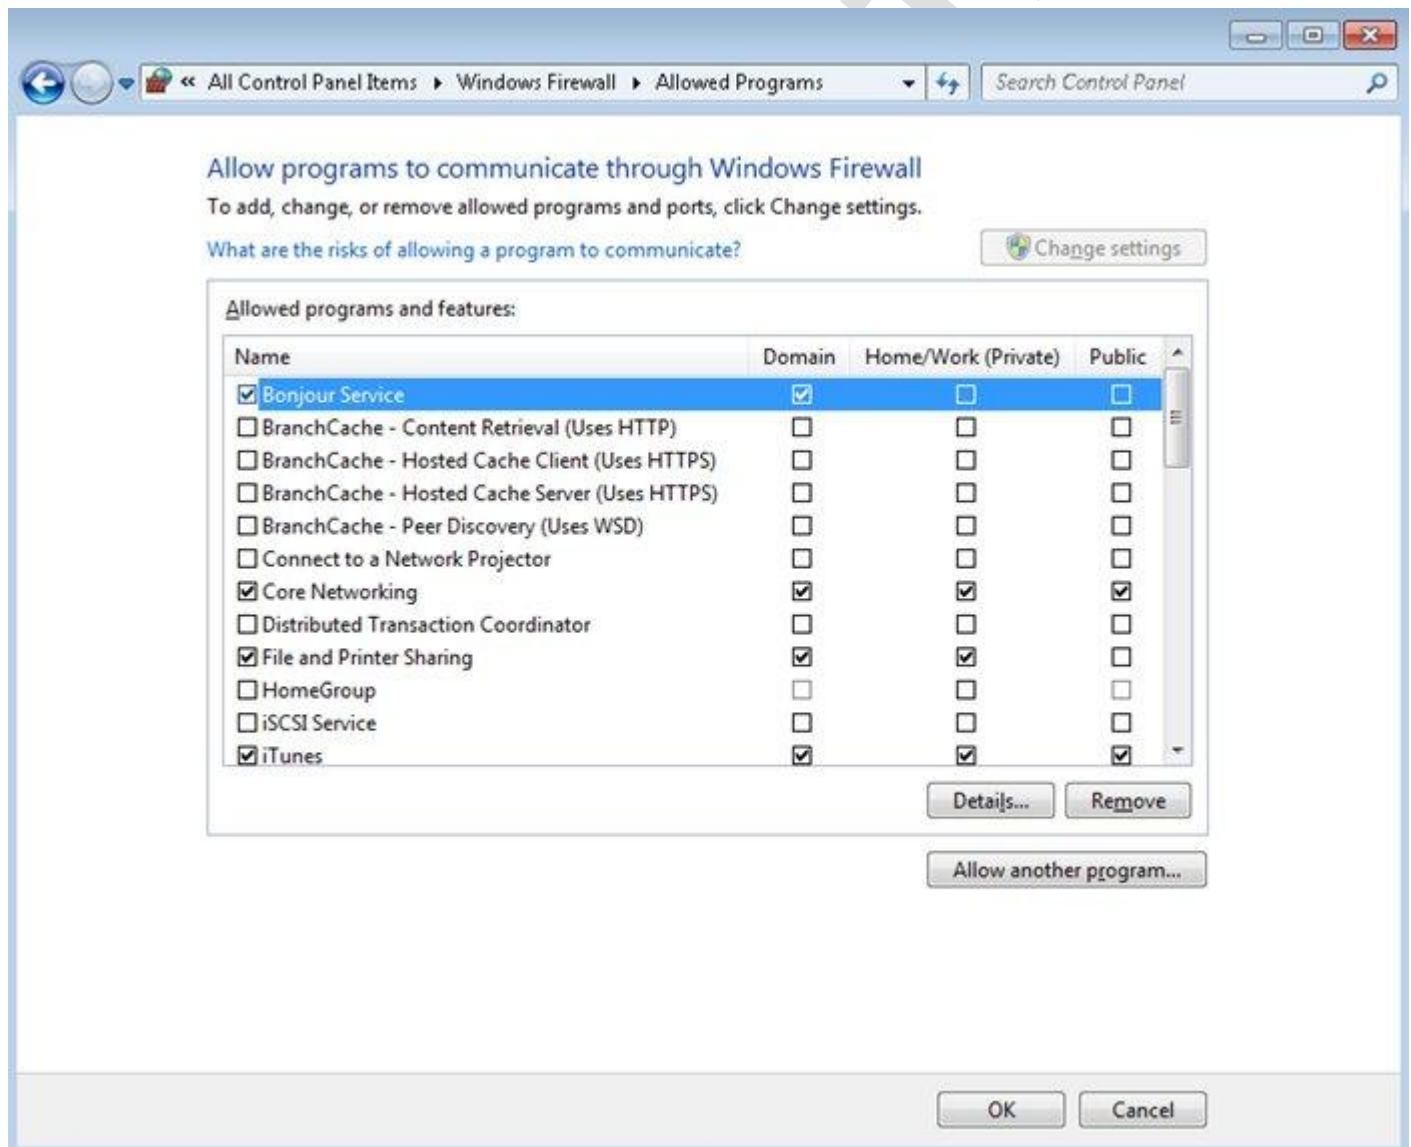 « All Control Panel Items ▸ Windows Firewall ▸ Allowed Programs
Search Control Panel
Allow programs to communicate through Windows Firewall
To add, change, or remove allowed programs and ports, click Change settings.
What are the risks of allowing a program to communicate?
Change settings
Allowed programs and features:
Name Domain Home/Work (Private) Public
Bonjour Service
BranchCache - Content Retrieval (Uses HTTP)
BranchCache - Hosted Cache Client (Uses HTTPS)
BranchCache - Hosted Cache Server (Uses HTTPS)
BranchCache - Peer Discovery (Uses WSD)
Connect to a Network Projector
Core Networking
Distributed Transaction Coordinator
File and Printer Sharing
HomeGroup
iSCSI Service
iTunes
Details... Remove
Allow another program...
OK Cancel